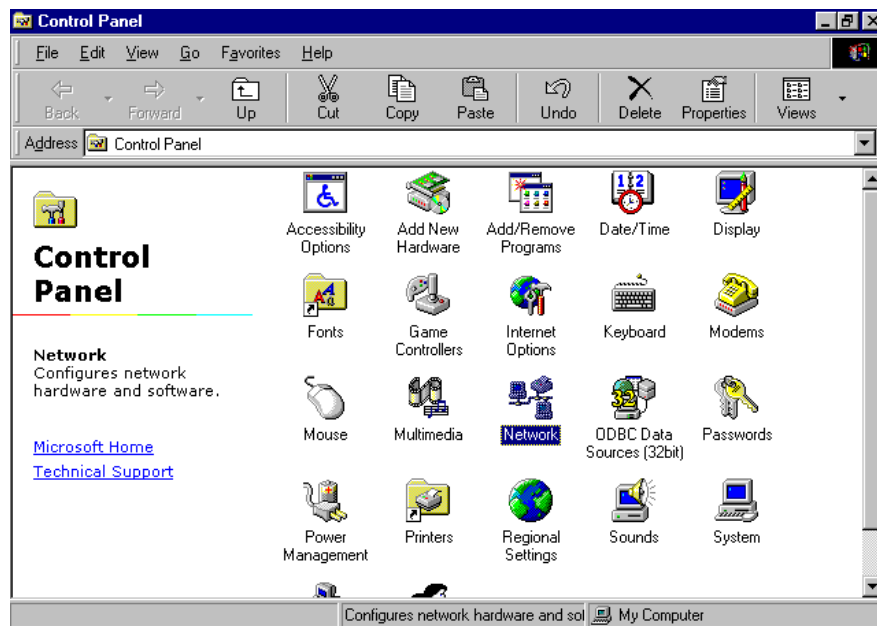 Control Panel
File Edit View Go Favorites Help
Back Forward Up Cut Copy Paste Undo Delete Properties Views
Address Control Panel
Control
Panel
Network
Configures network
hardware and software.
Microsoft Home
Technical Support
Accessibility
Options
Add New
Hardware
Add/Remove
Programs
12
Date/Time
Display
Fonts
Game
Controllers
Internet
Options
Keyboard
Modems
Mouse
Multimedia
Network
32
ODBC Data
Sources (32bit)
Passwords
Power
Management
Printers
Regional
Settings
Sounds
System
Configures network hardware and sof My Computer